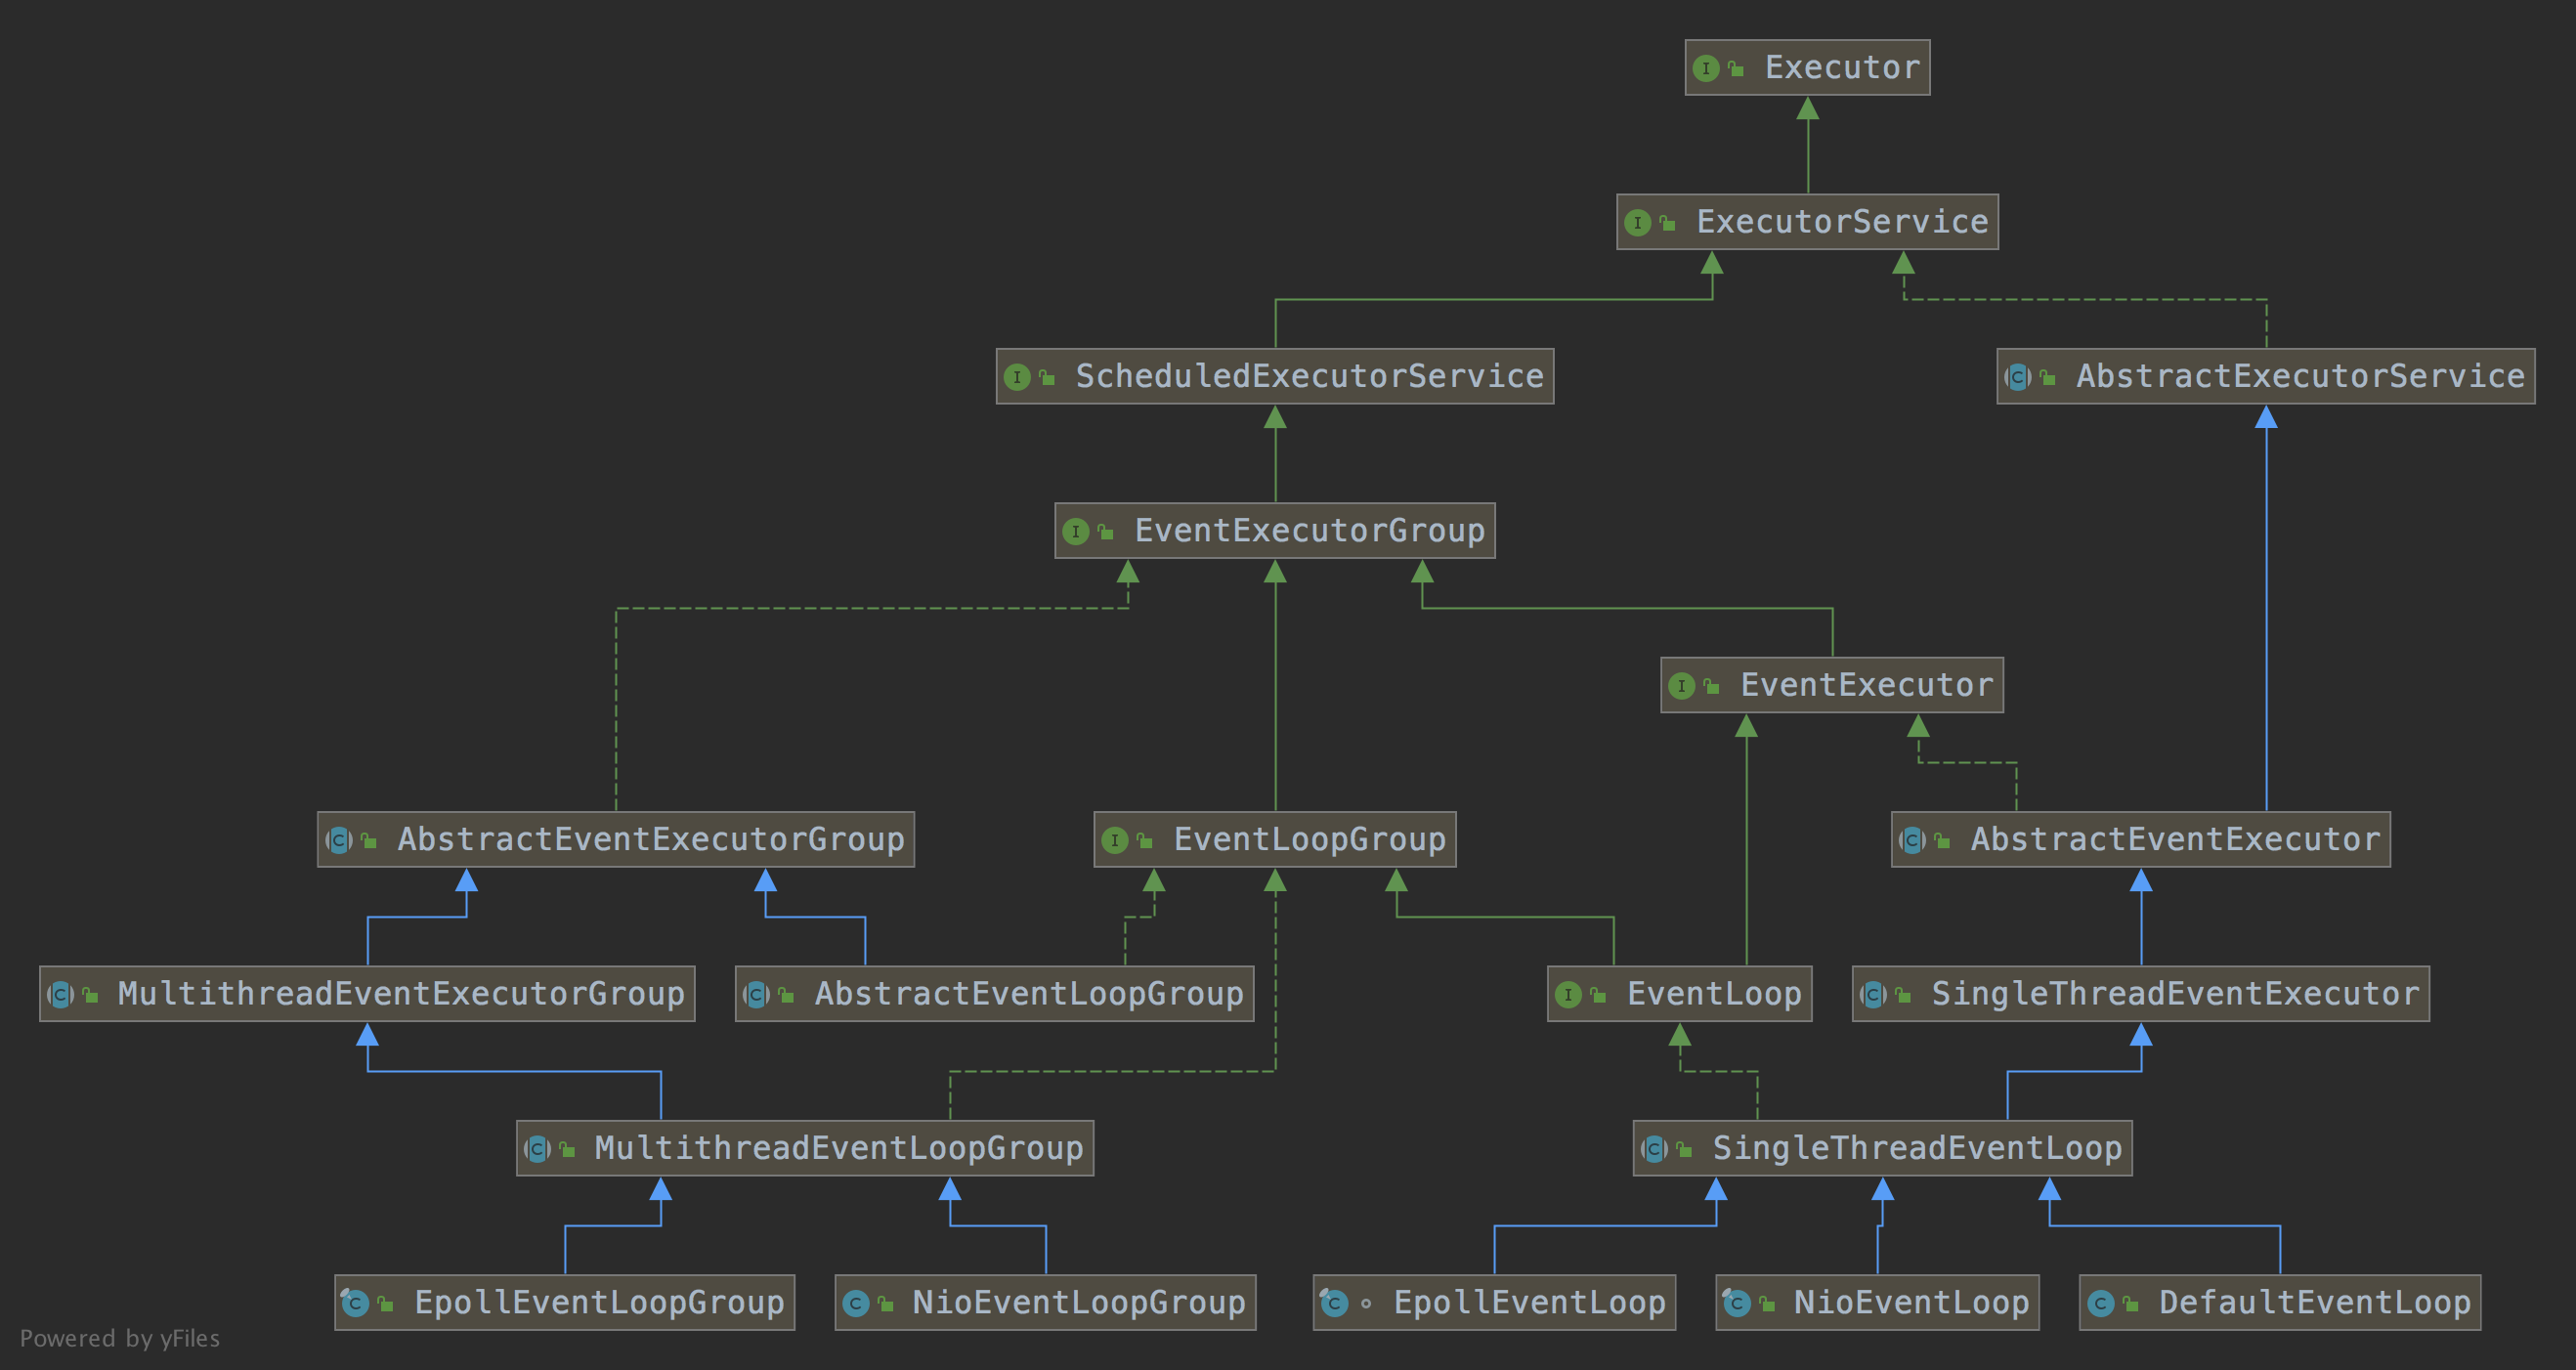 Executor
ExecutorService
ScheduledExecutorService
AbstractExecutorService
EventExecutorGroup
EventExecutor
AbstractEventExecutorGroup
EventLoopGroup
AbstractEventExecutor
MultithreadEventExecutorGroup
AbstractEventLoopGroup
EventLoop
SingleThreadEventExecutor
MultithreadEventLoopGroup
SingleThreadEventLoop
EpollEventLoopGroup
NioEventLoopGroup
EpollEventLoop
NioEventLoop
DefaultEventLoop
Powered by yFiles